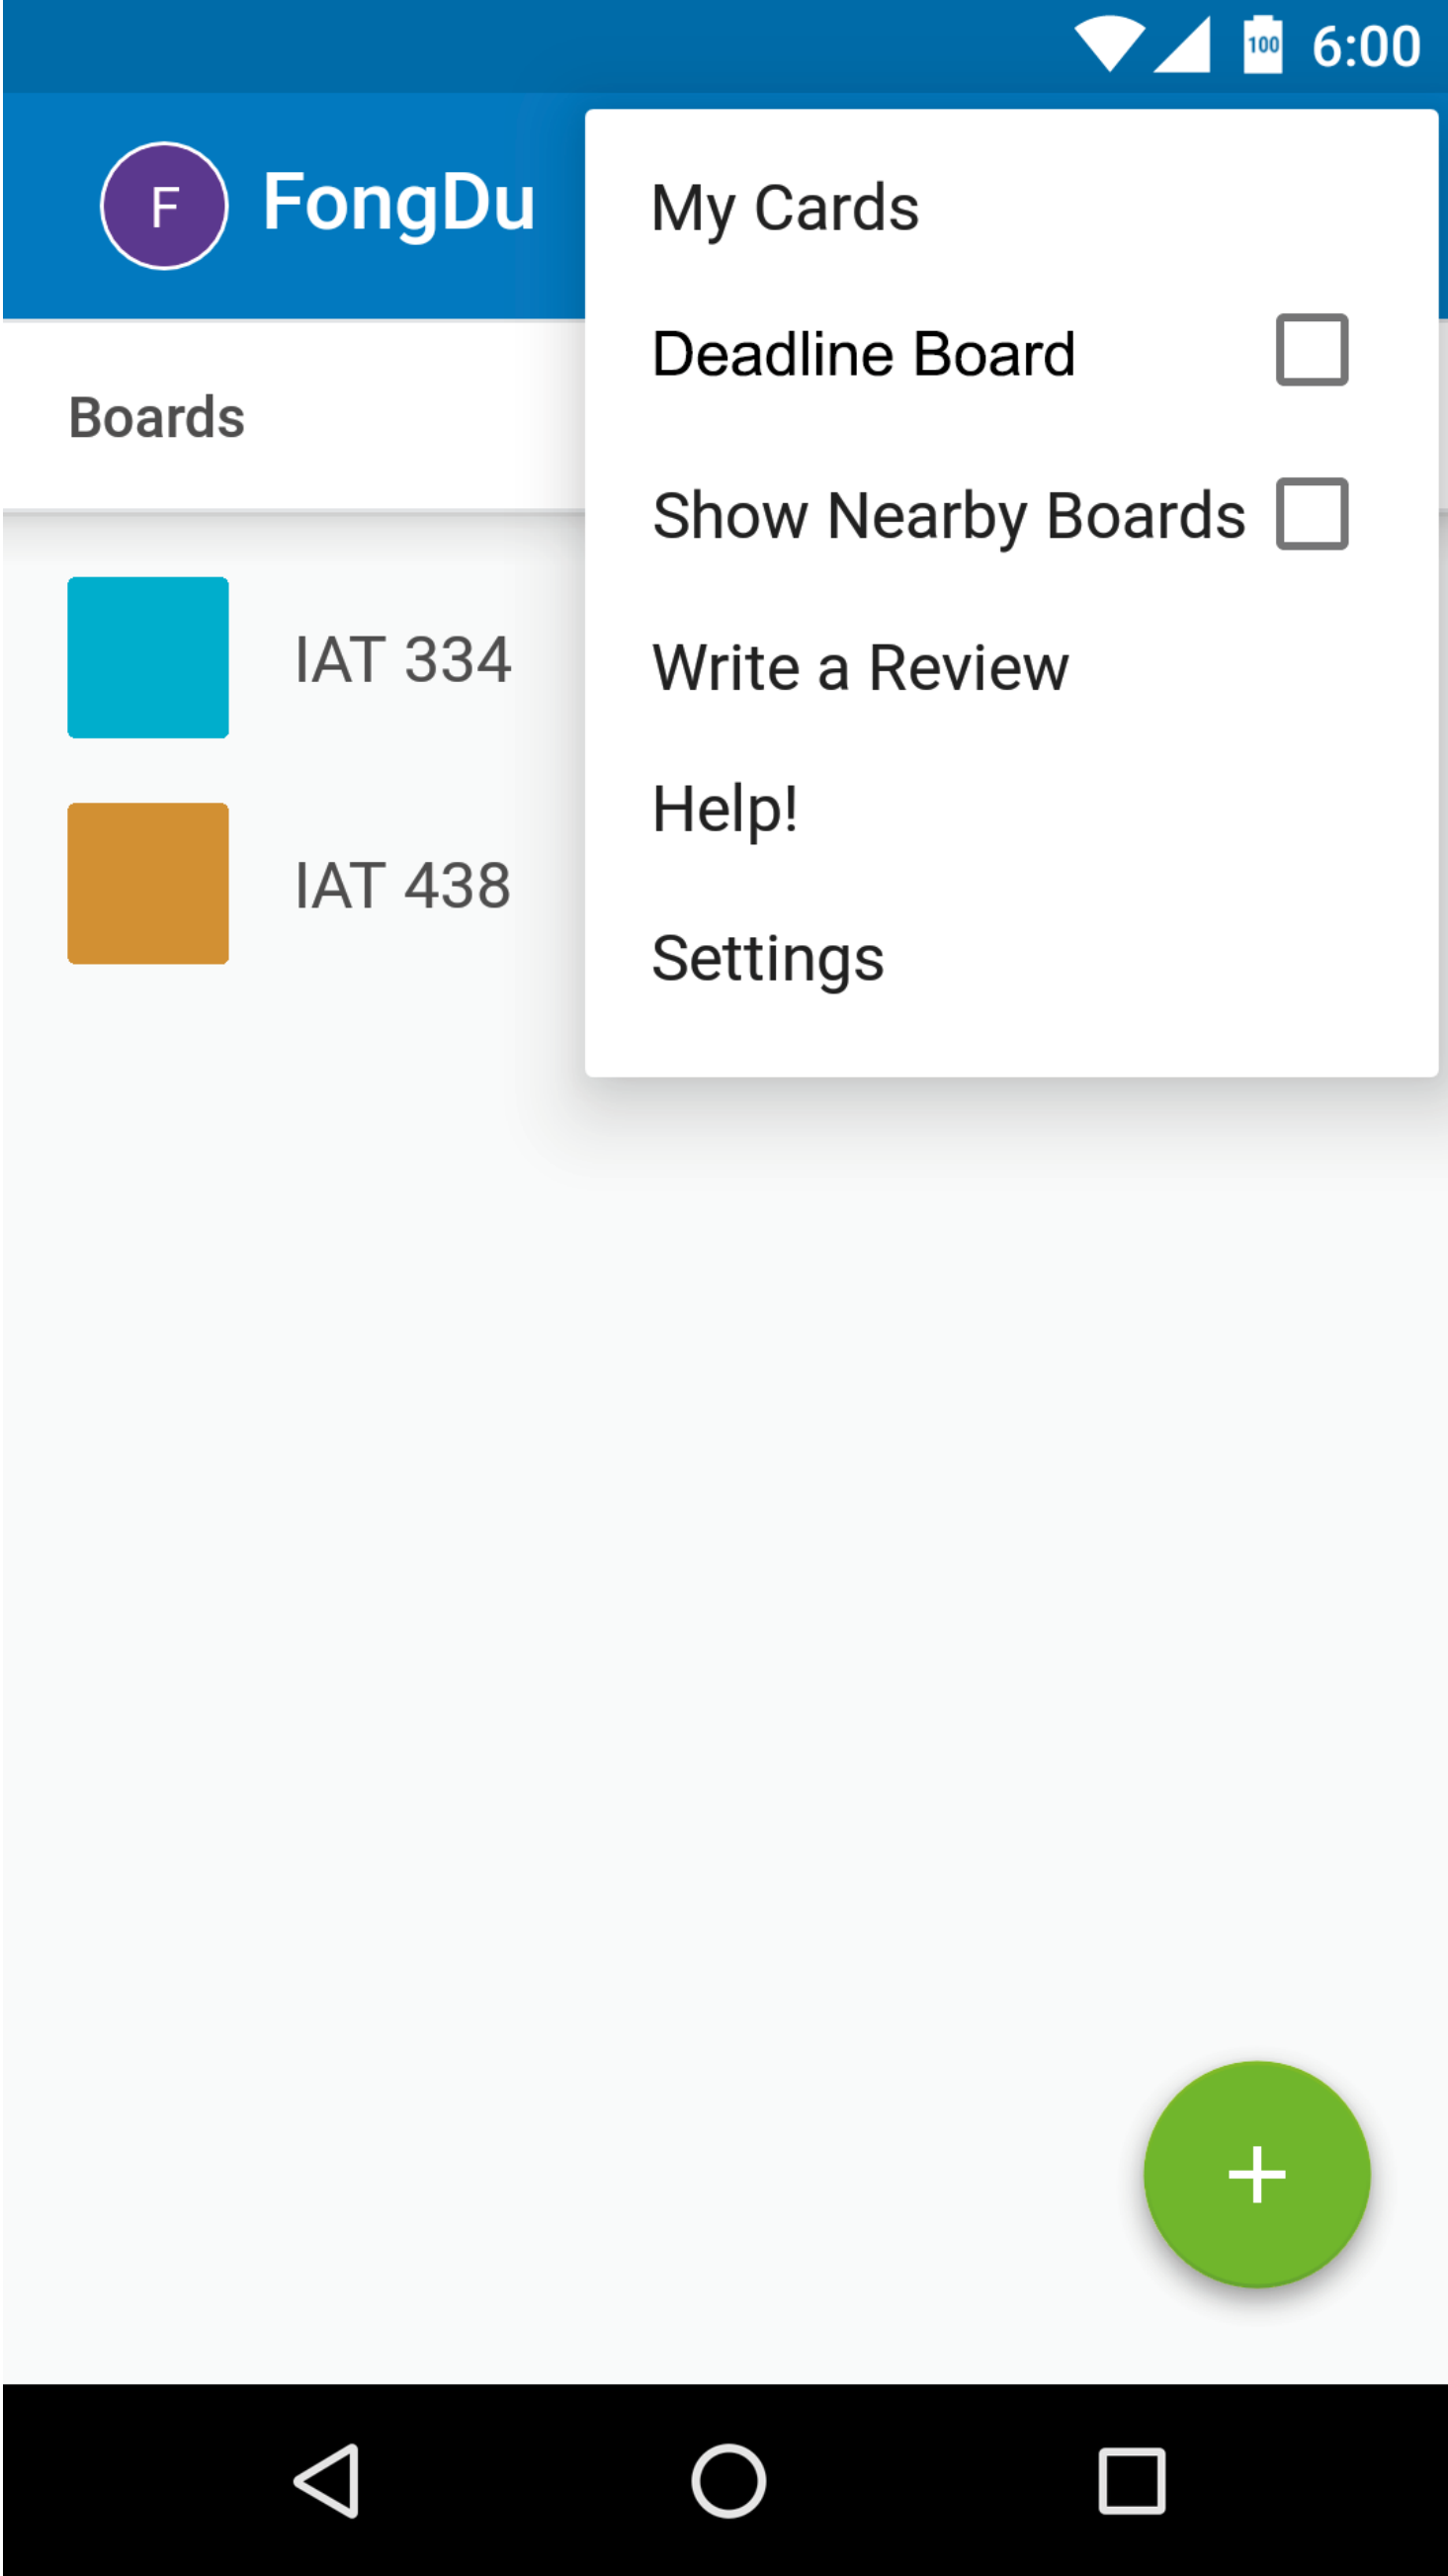 100 6:00
F FongDu
My Cards
Deadline Board
Boards
Show Nearby Boards
IAT 334
Write a Review
Help!
IAT 438
Settings
+